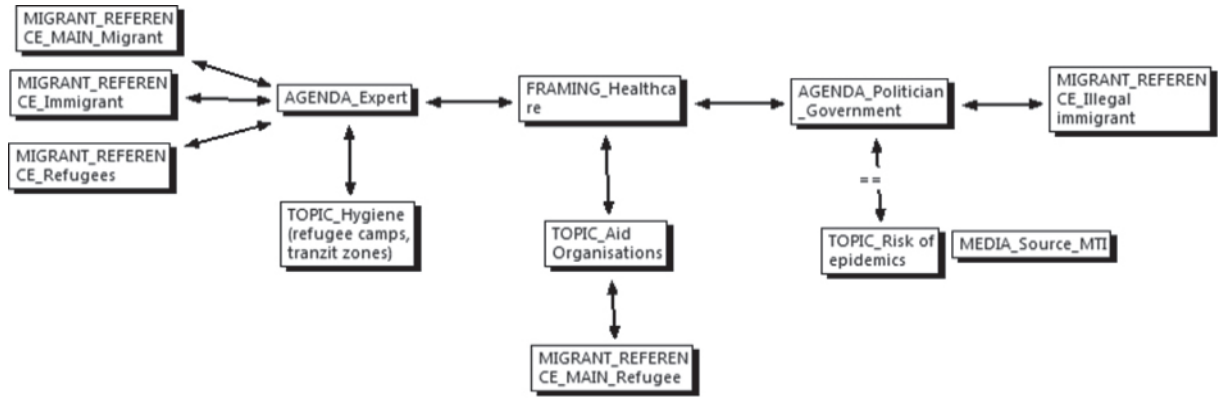 MIGRANT_REFEREN
CE_MAIN_Migrant
MIGRANT_REFEREN
CE_Immigrant
MIGRANT_REFEREN
CE_Refugees
AGENDA_Expert
TOPIC_Hygiene
(refugee camps,
tranzit zones)
FRAMING_Healthca
re
TOPIC_Aid
Organisations
MIGRANT_REFEREN
CE_MAIN_Refugee
AGENDA_Politician
_Government
==
TOPIC_Risk of
epidemics
MEDIA_Source_MTI
MIGRANT_REFEREN
CE_Illegal
immigrant